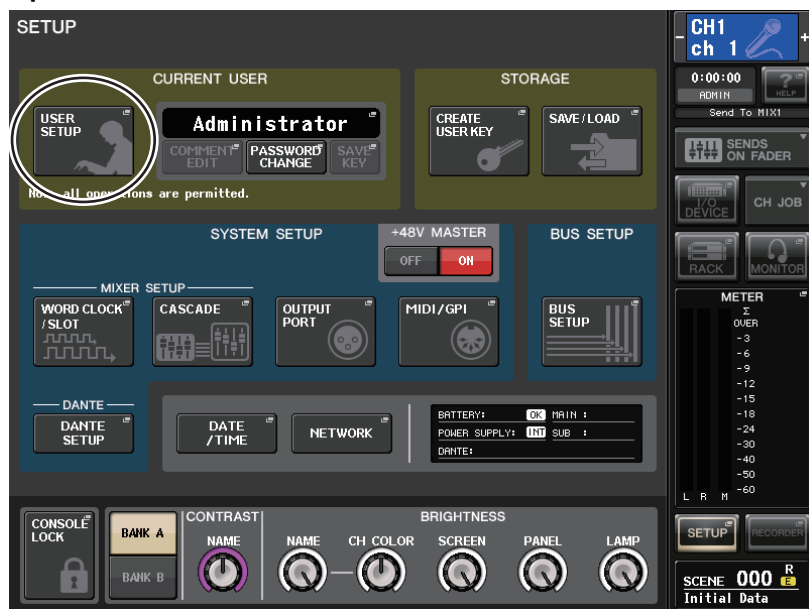 SETUP
CURRENT USER
STORAGE
USER
SETUP
Administrator
COMMENT
EDIT
PASSWORD
CHANGE
SAVE
KEY
CREATE
USER KEY
SAVE/LOAD
all operations are permitted.
SYSTEM SETUP
+48V MASTER
OFF
ON
BUS SETUP
MIXER SETUP
WORD CLOCK
/SLOT
CASCADE
OUTPUT
PORT
MIDI/GPI
BUS
SETUP
DANTE
DANTE
SETUP
DATE
/TIME
NETWORK
BATTERY: OK MAIN :
POWER SUPPLY: INT SUB :
DANTE:
CONSOLE
LOCK
BANK A
BANK B
CONTRAST
NAME
BRIGHTNESS
NAME
CH COLOR
SCREEN
PANEL
LAMP
- CH1 +
ch 1
0:00:00
ADMIN
?
HELP
Send To MIX1
SENDS
ON FADER
I/O
DEVICE
CH JOB
RACK
MONITOR
METER
Σ
OVER
-3
-6
-9
-12
-15
-18
-24
-30
-40
-50
-60
L R M
SETUP
RECORDER
SCENE 000 R
E
Initial Data